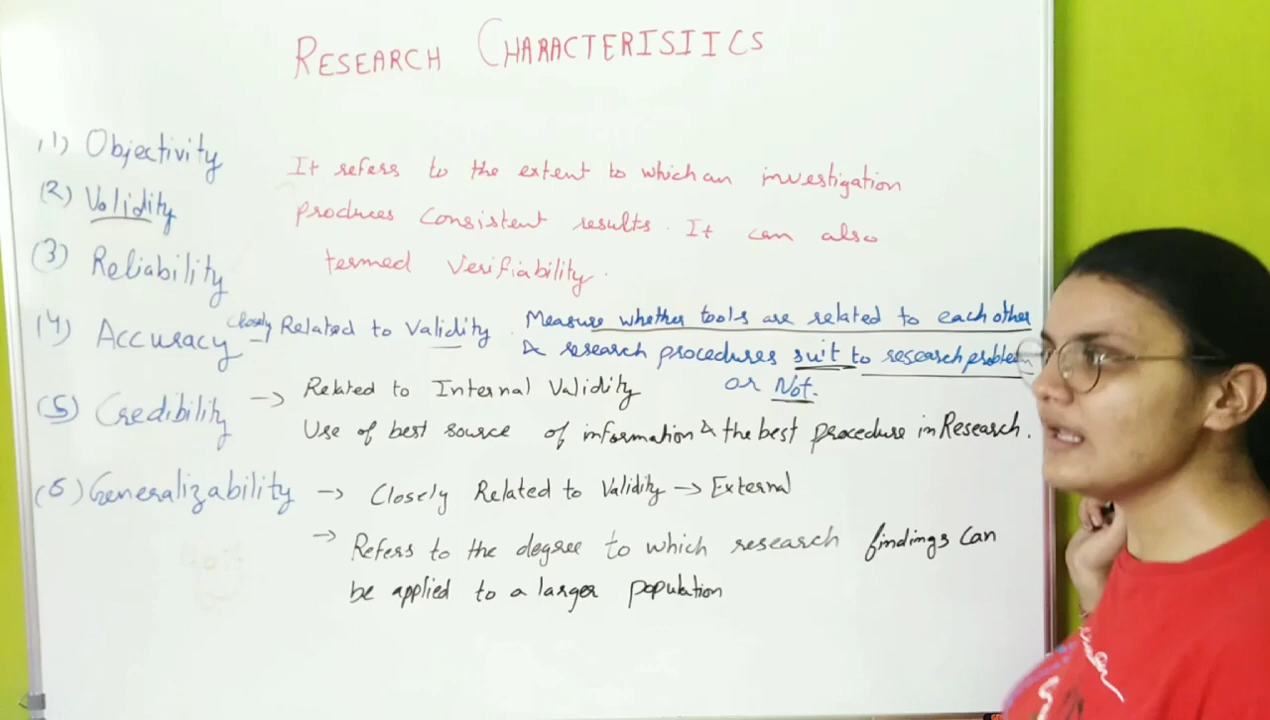 RESEARCH CHARACTERISIICS
(1) Objectivity
(2) Validity
(3) Reliability
It refers to the extent to which an investigation
produces consistent results. It can also
termed Verifiability.
(4) Accuracy → Closely Related to Validity. Measure whether tools are related to each other
& research procedures suit to research problem
or Not.
(5) Credibility → Related to Internal Validity
Use of best source of information & the best procedure in Research.
(6) Generalizability → Closely Related to Validity → External
→ Refers to the degree to which research findings can
be applied to a larger population